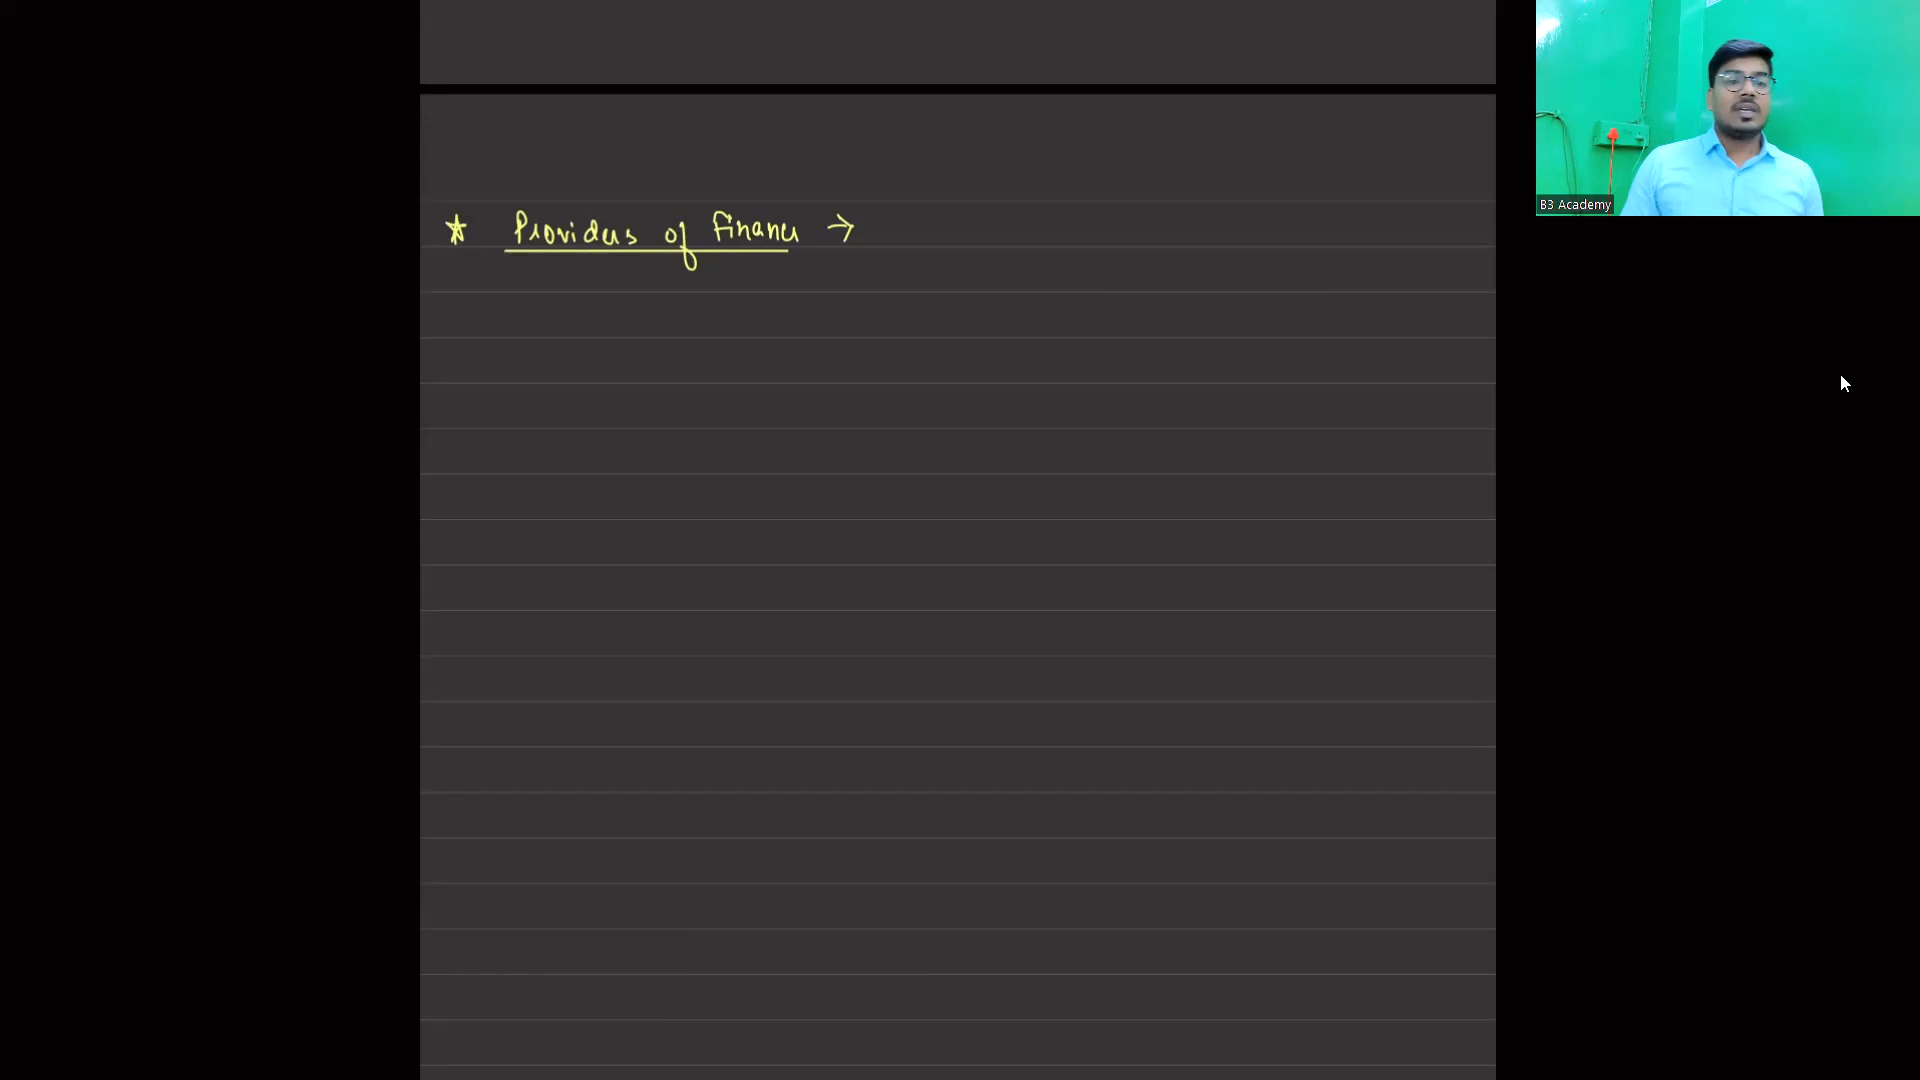 ★ Providers of finance →
B3 Academy